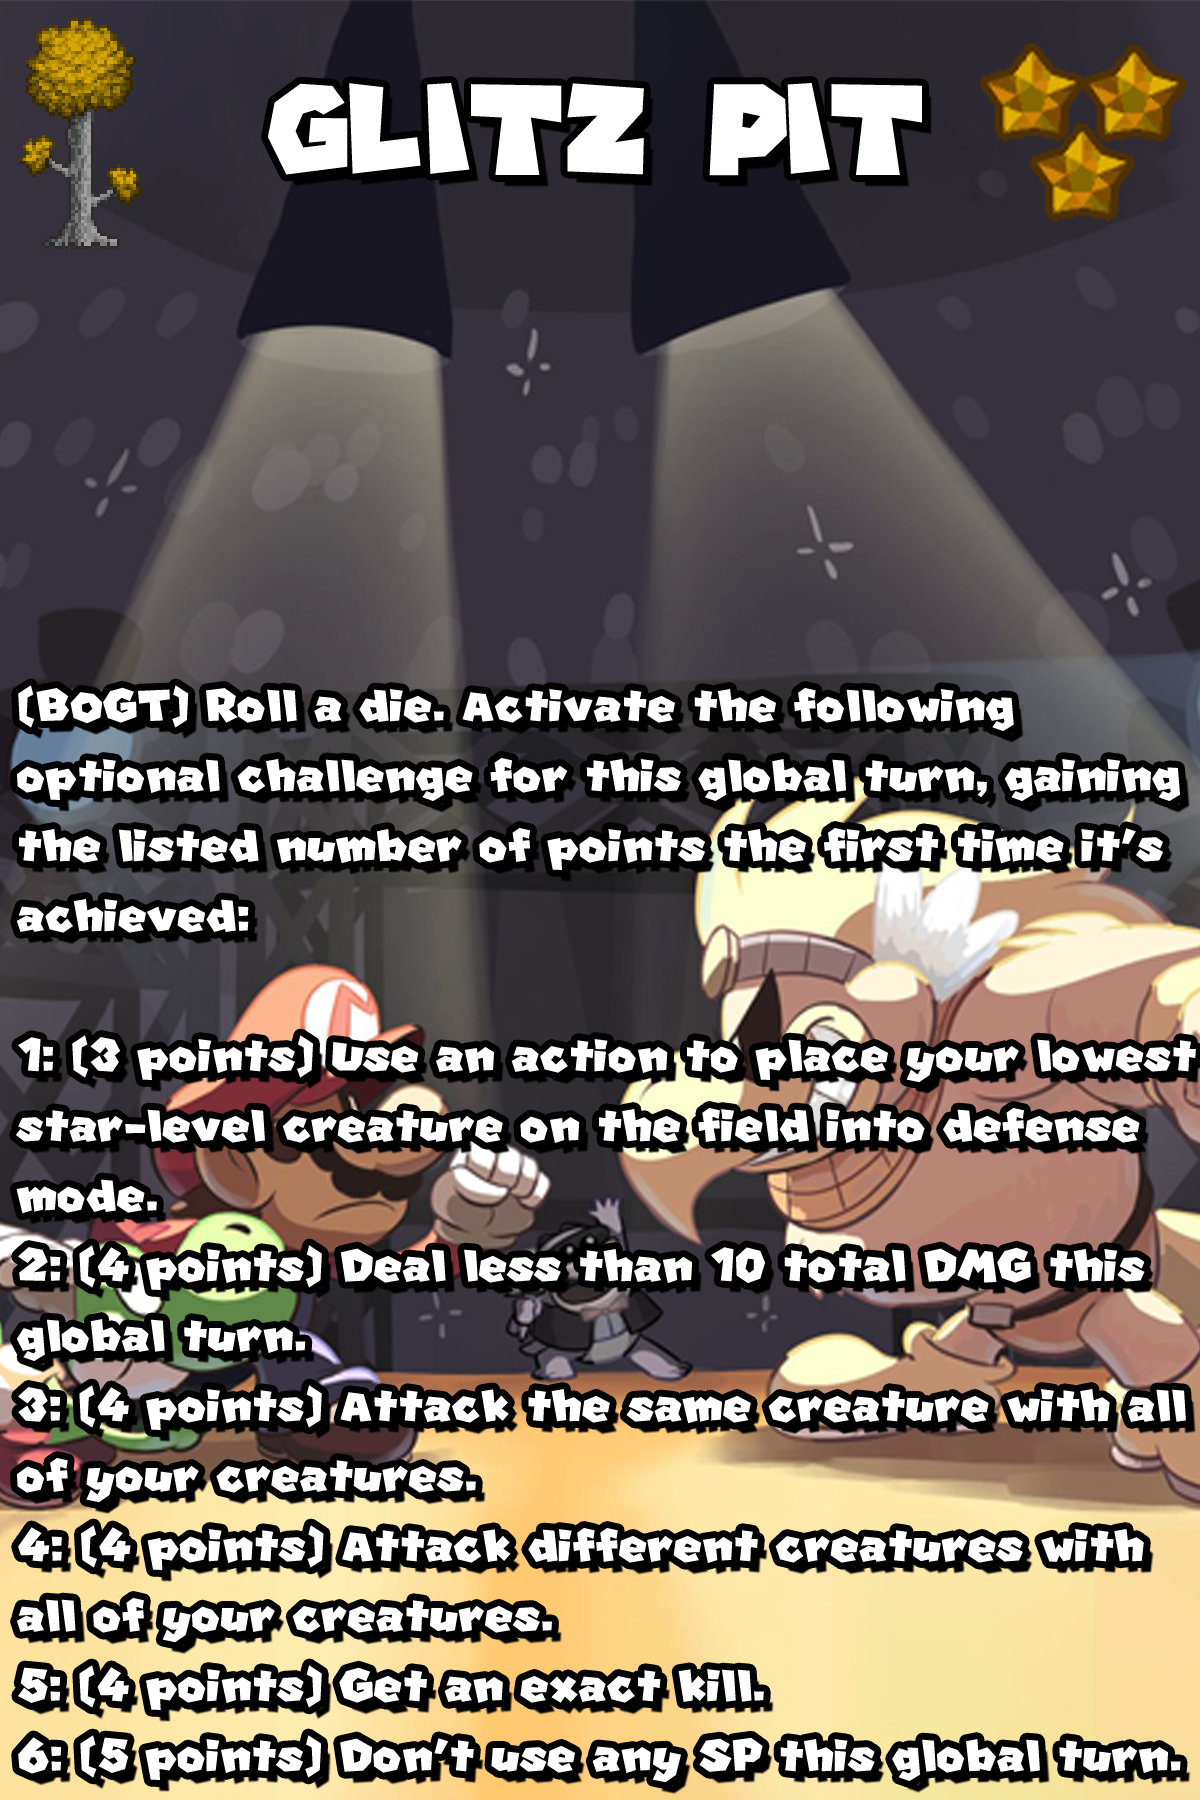 GLITZ PIT
(BOGT) Roll a die. Activate the following
optional challenge for this global turn, gaining
the listed number of points the first time it's
achieved:
1: (3 points) Use an action to place your lowest
star-level creature on the field into defense
mode.
2: (4 points) Deal less than 10 total DMG this
global turn.
3: (4 points) Attack the same creature with all
of your creatures.
4: (4 points) Attack different creatures with
all of your creatures.
5: (4 points) Get an exact kill.
6: (5 points) Don't use any SP this global turn.